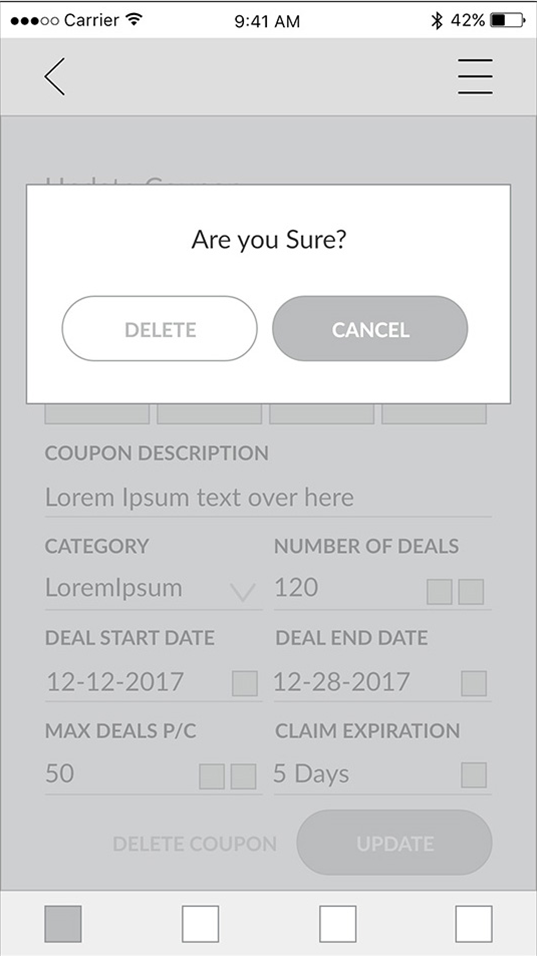 Carrier 9:41 AM 42%
Are you Sure?
DELETE CANCEL
COUPON DESCRIPTION
Lorem Ipsum text over here
CATEGORY NUMBER OF DEALS
LoremIpsum 120
DEAL START DATE DEAL END DATE
12-12-2017 12-28-2017
MAX DEALS P/C CLAIM EXPIRATION
50 5 Days
DELETE COUPON UPDATE